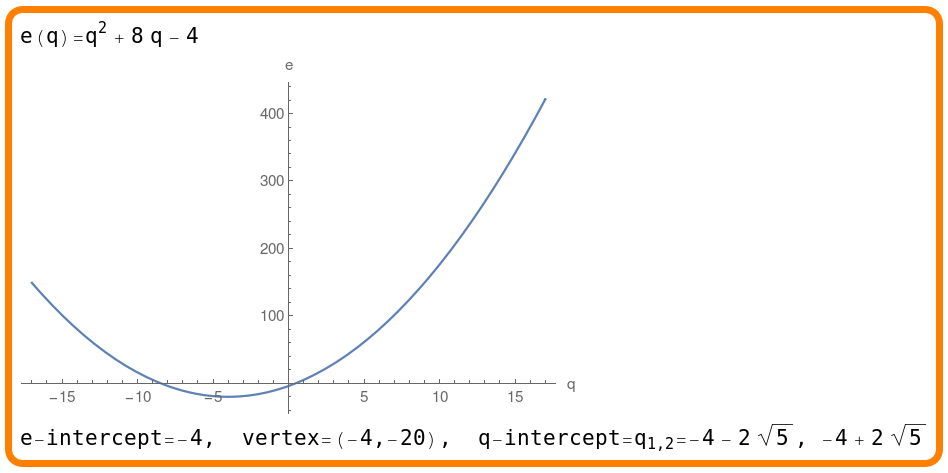 e(q)=q² + 8 q − 4
e
400
300
200
100
−15 −10 −5 5 10 15 q
e−intercept=−4, vertex=(−4,−20), q−intercept=q₁,₂=−4 − 2 √5, −4 + 2 √5